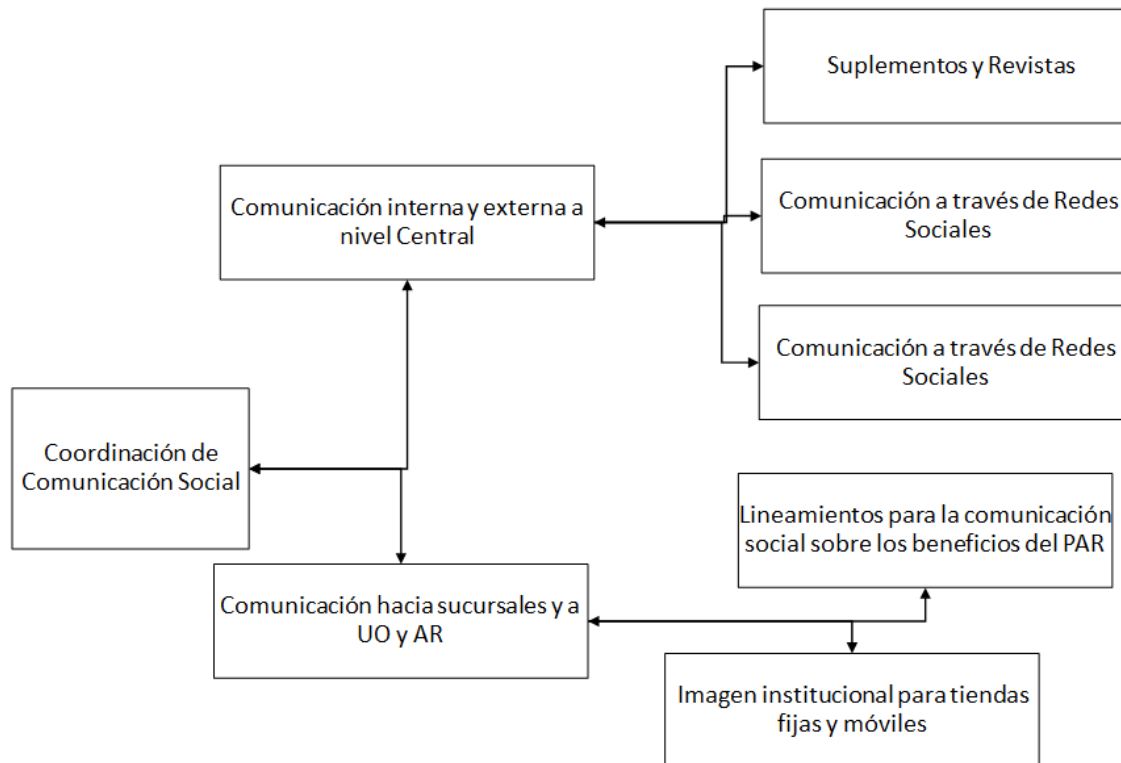 Suplementos y Revistas
Comunicación interna y externa a
nivel Central
Comunicación a través de Redes
Sociales
Comunicación a través de Redes
Sociales
Coordinación de
Comunicación Social
Lineamientos para la comunicación
social sobre los beneficios del PAR
Comunicación hacia sucursales y a
UO y AR
Imagen institucional para tiendas
fijas y móviles